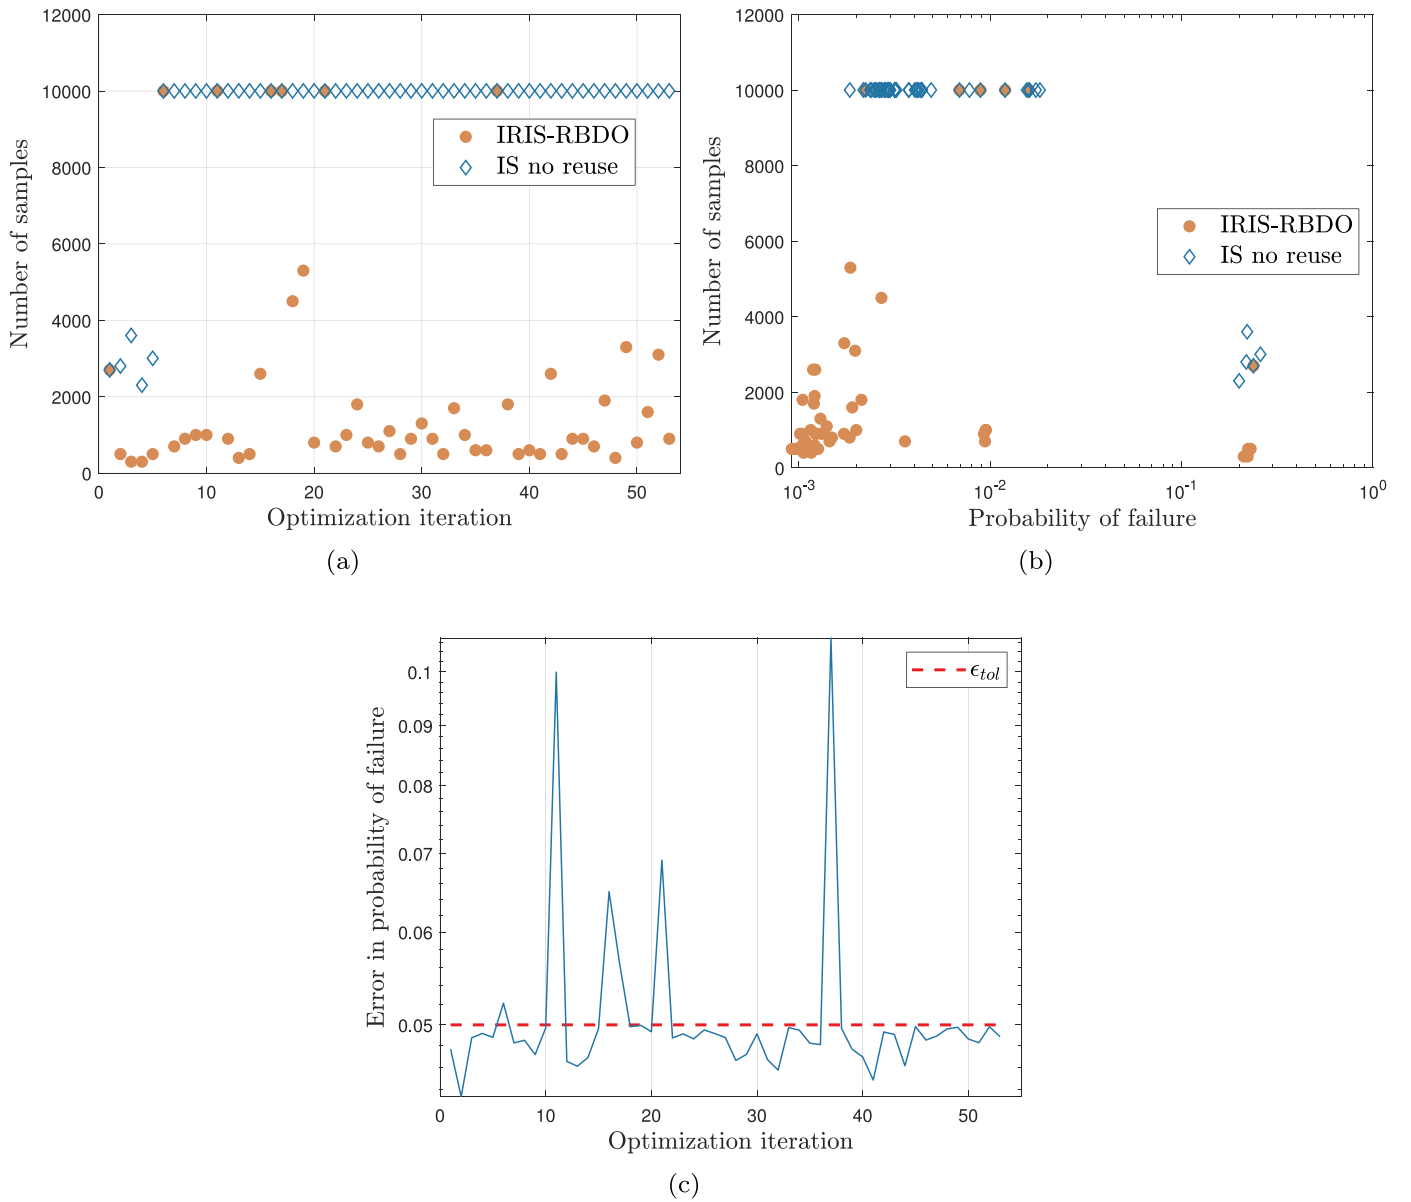 12000
10000
8000
6000
4000
2000
0
Number of samples
IRIS-RBDO
IS no reuse
0 10 20 30 40 50
Optimization iteration
(a)
12000
10000
8000
6000
4000
2000
0
Number of samples
IRIS-RBDO
IS no reuse
10⁻³ 10⁻² 10⁻¹ 10⁰
Probability of failure
(b)
0.1
0.09
0.08
0.07
0.06
0.05
Error in probability of failure
ϵ_tol
0 10 20 30 40 50
Optimization iteration
(c)